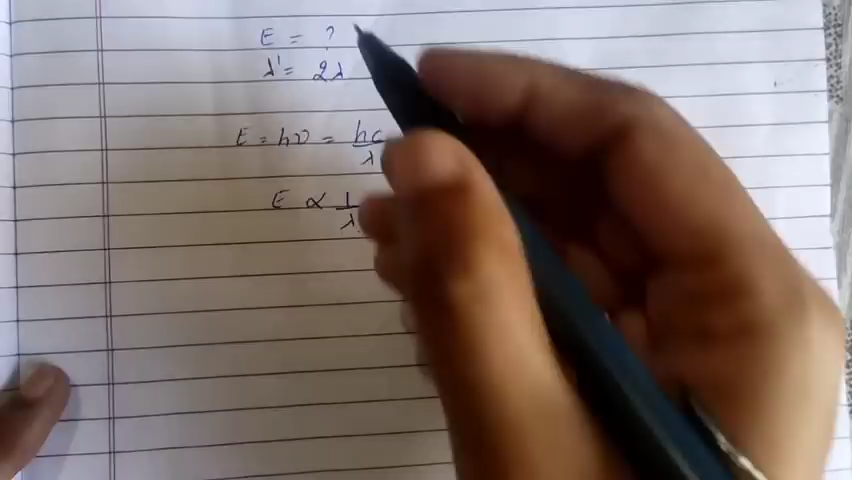 E = ?
λ' = 2λ
E = hν = hc/λ
E ∝ 1/λ